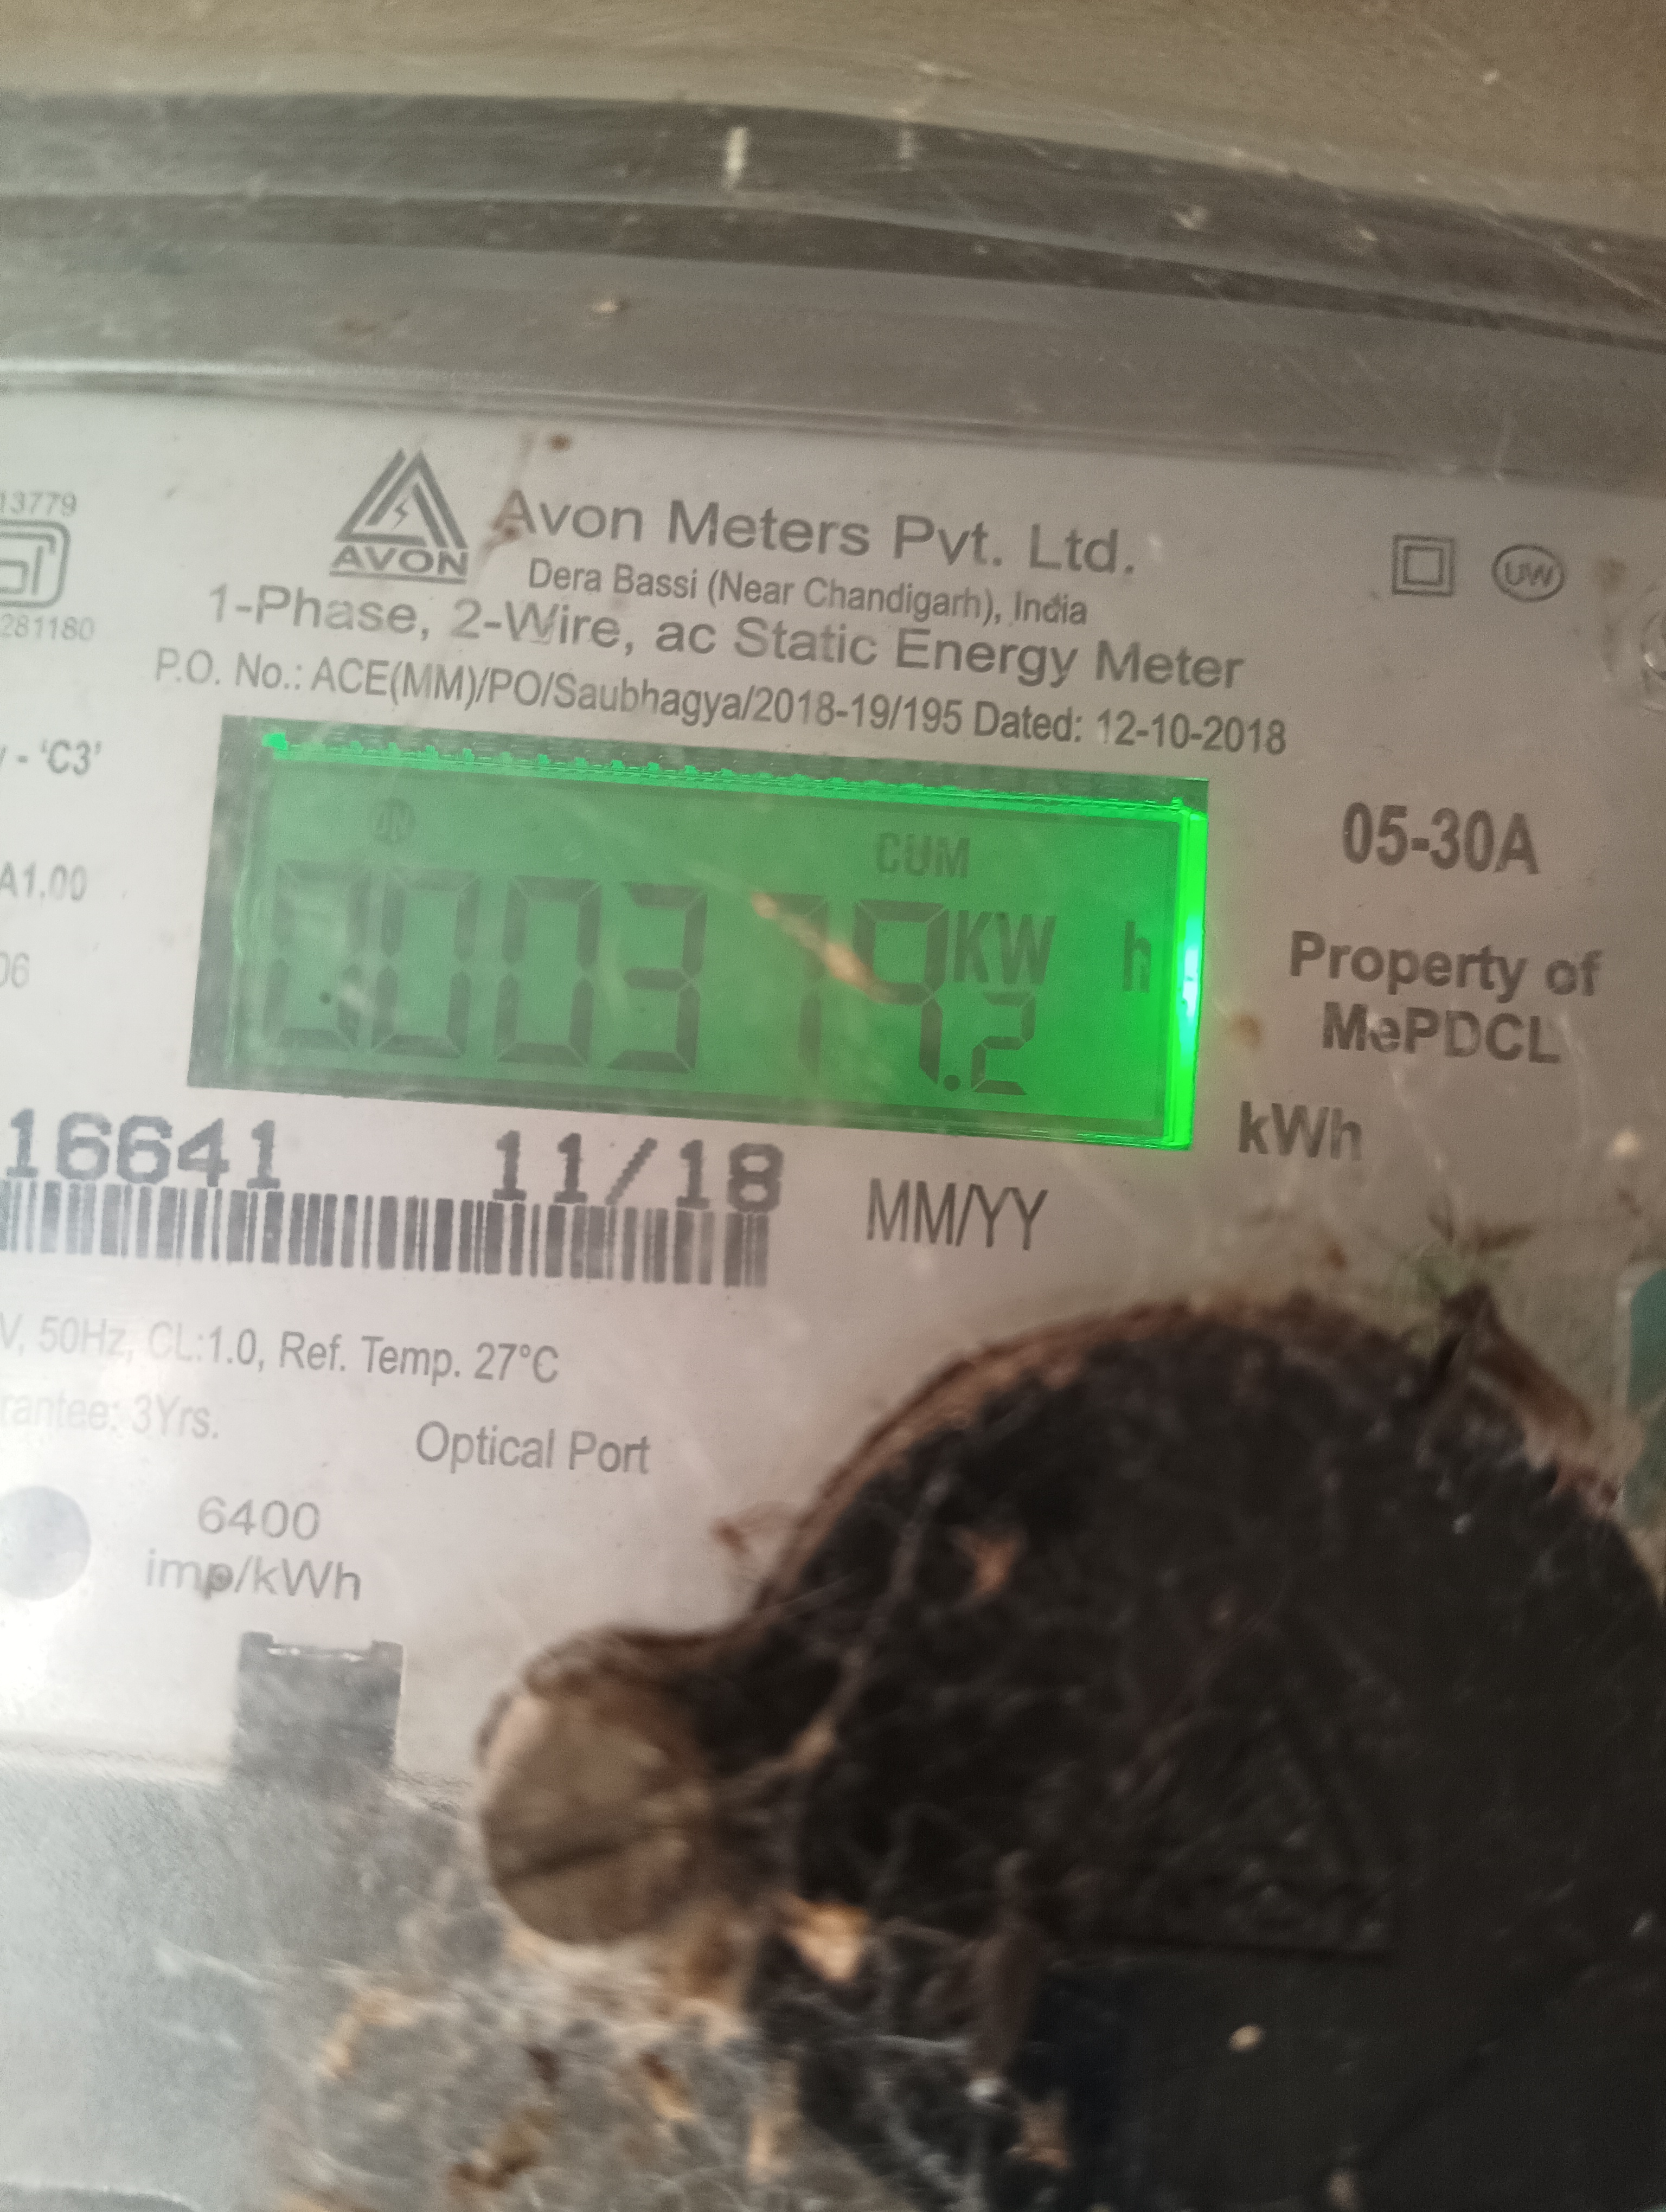 13779
281180
AVON
Avon Meters Pvt. Ltd.
Dera Bassi (Near Chandigarh), India
1-Phase, 2-Wire, ac Static Energy Meter
P.O. No.: ACE(MM)/PO/Saubhagya/2018-19/195 Dated: 12-10-2018
UW
- 'C3'
A1.00
06
CUM
KW h
05-30A
Property of
MePDCL
kWh
16641 11/18 MM/YY
V, 50Hz, CL:1.0, Ref. Temp. 27°C
rantee: 3Yrs.
Optical Port
6400
imp/kWh